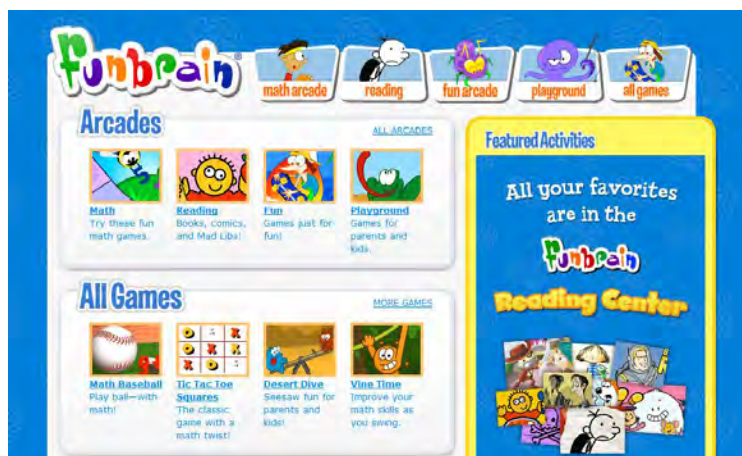 funbrain®
math arcade
reading
fun arcade
playground
all games
Arcades
ALL ARCADES
Math
Try these fun
math games.
Reading
Books, comics,
and Mad Libs!
Fun
Games just for
fun!
Playground
Games for
parents and
kids.
All Games
MORE GAMES
Math Baseball
Play ball—with
math!
Tic Tac Toe
Squares
The classic
game with a
math twist!
Desert Dive
Seesaw fun for
parents and
kids!
Vine Time
Improve your
math skills as
you swing.
Featured Activities
All your favorites
are in the
funbrain
Reading Center